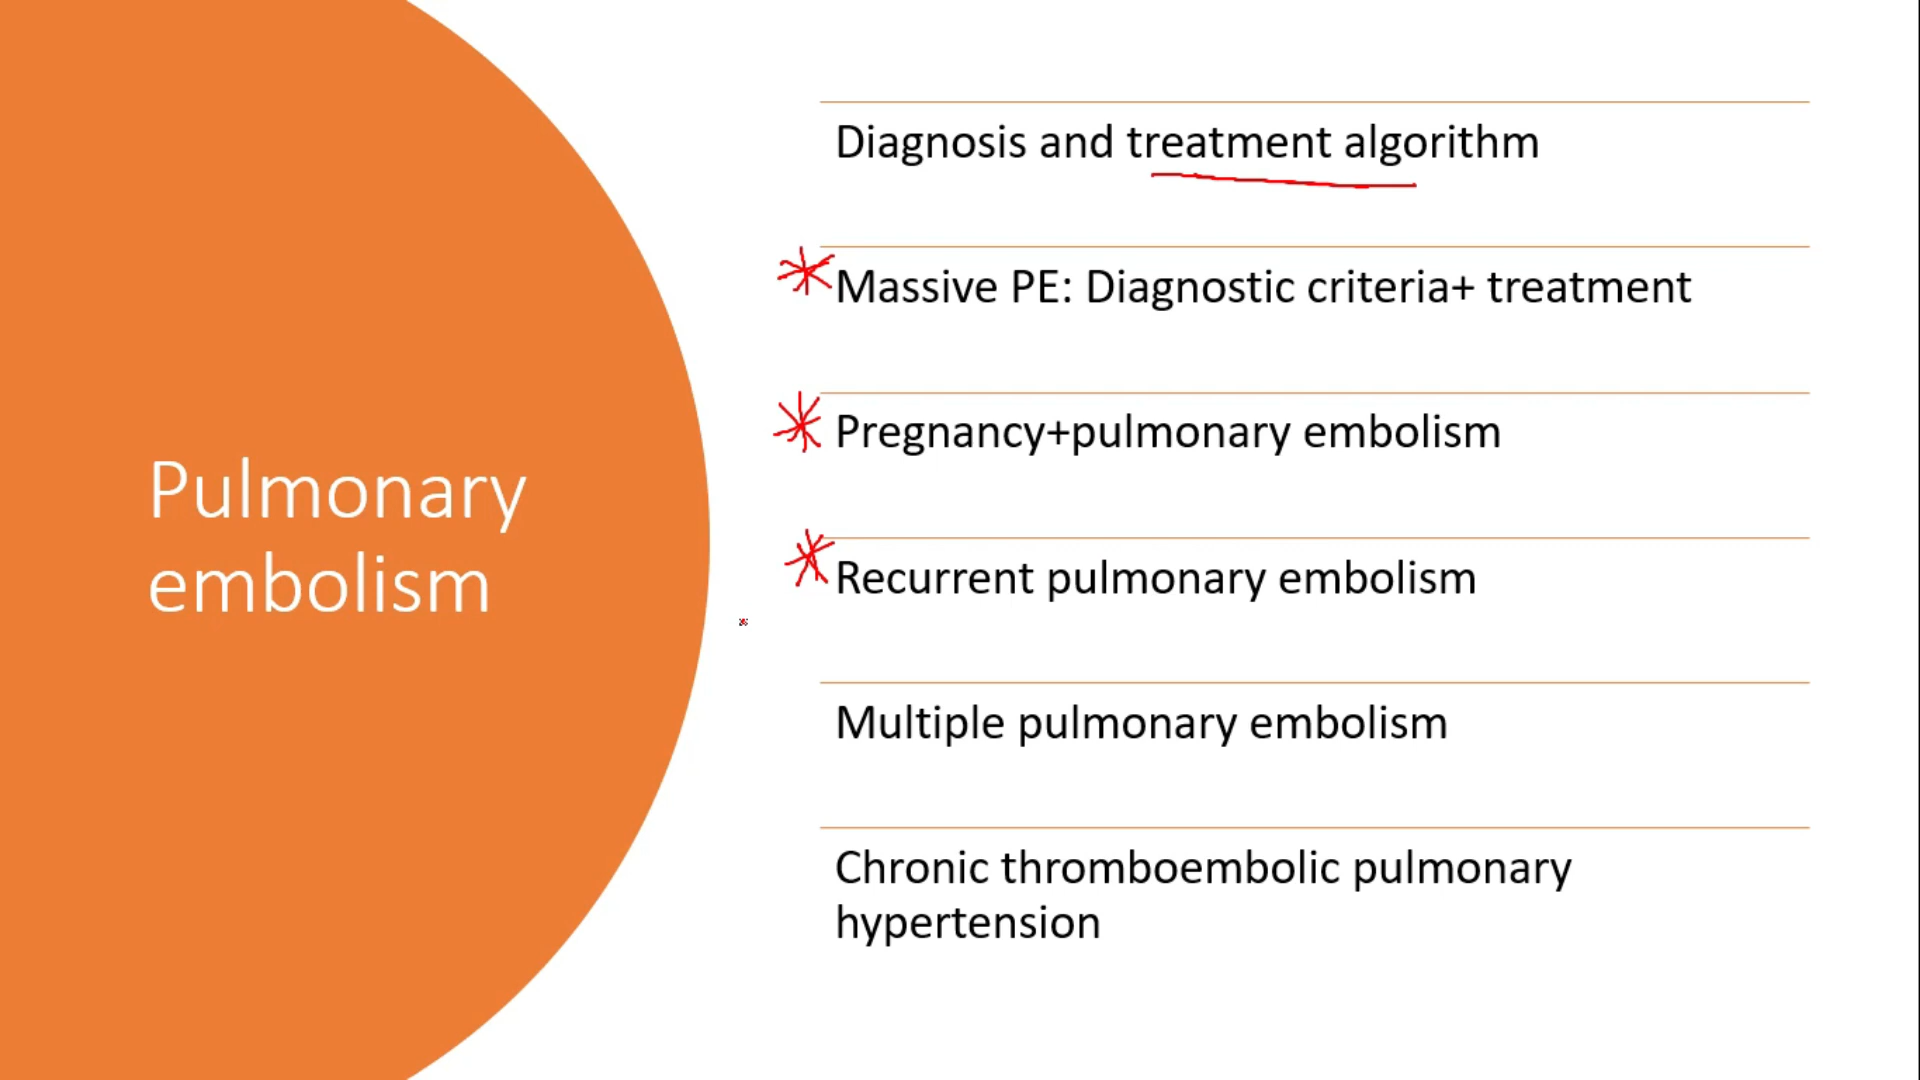 Pulmonary
embolism
Diagnosis and treatment algorithm
Massive PE: Diagnostic criteria+ treatment
Pregnancy+pulmonary embolism
Recurrent pulmonary embolism
Multiple pulmonary embolism
Chronic thromboembolic pulmonary
hypertension